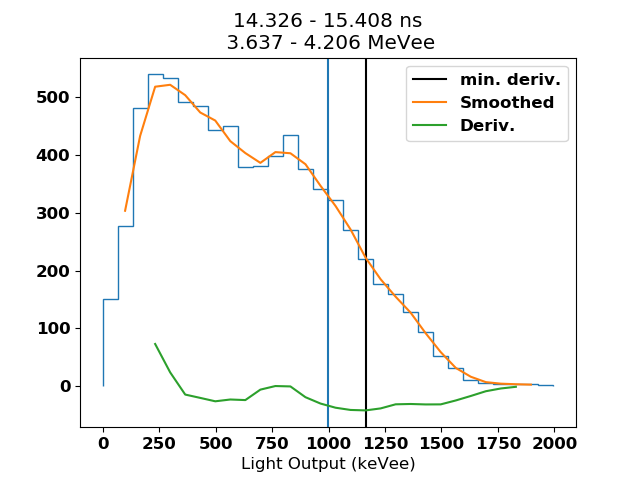 14.326 - 15.408 ns
3.637 - 4.206 MeVee
min. deriv.
Smoothed
Deriv.
500
400
300
200
100
0
0 250 500 750 1000 1250 1500 1750 2000
Light Output (keVee)